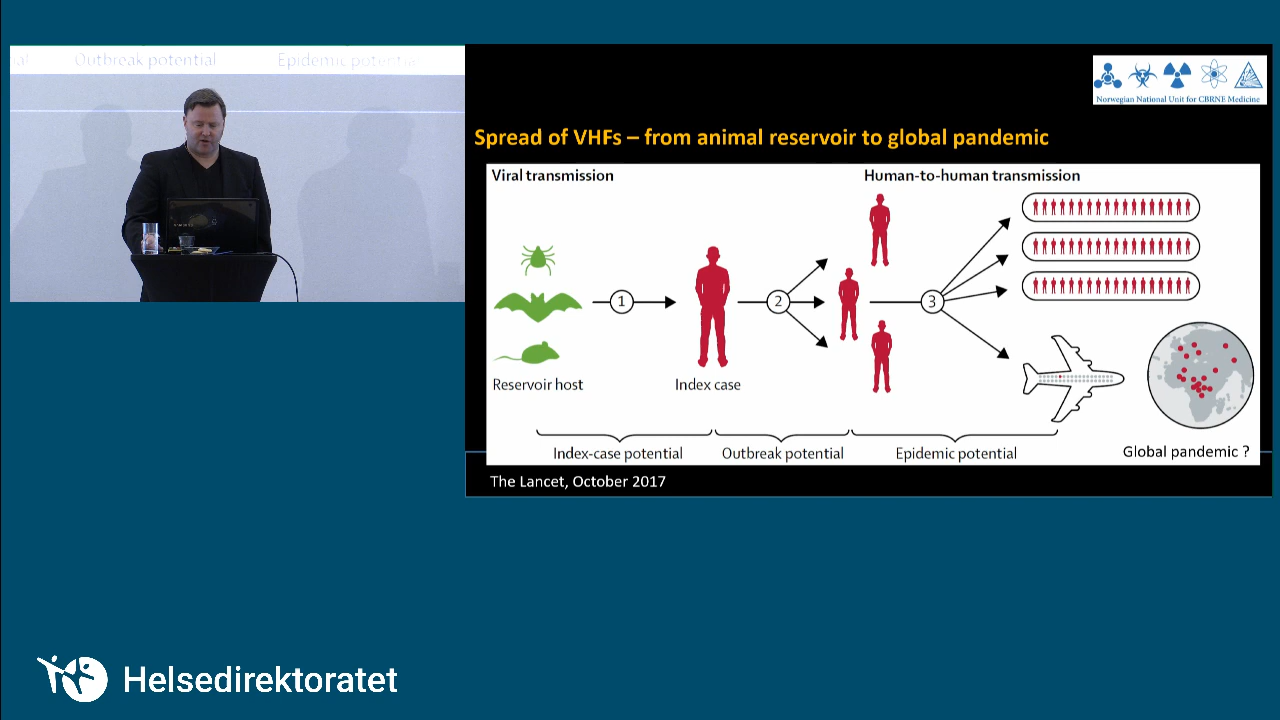 Outbreak potential
Epidemic potential
Norwegian National Unit for CBRNE Medicine
Spread of VHFs – from animal reservoir to global pandemic
Viral transmission
Human-to-human transmission
1
2
3
Reservoir host
Index case
Index-case potential
Outbreak potential
Epidemic potential
Global pandemic ?
The Lancet, October 2017
Helsedirektoratet